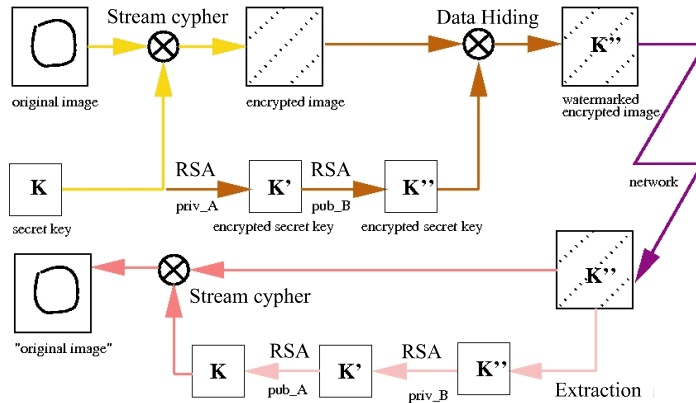 Stream cypher
Data Hiding
K''
original image
encrypted image
watermarked
encrypted image
K
RSA
K'
RSA
K''
priv_A
pub_B
secret key
encrypted secret key
encrypted secret key
network
K''
Stream cypher
"original image"
K
RSA
K'
RSA
K''
pub_A
priv_B
Extraction